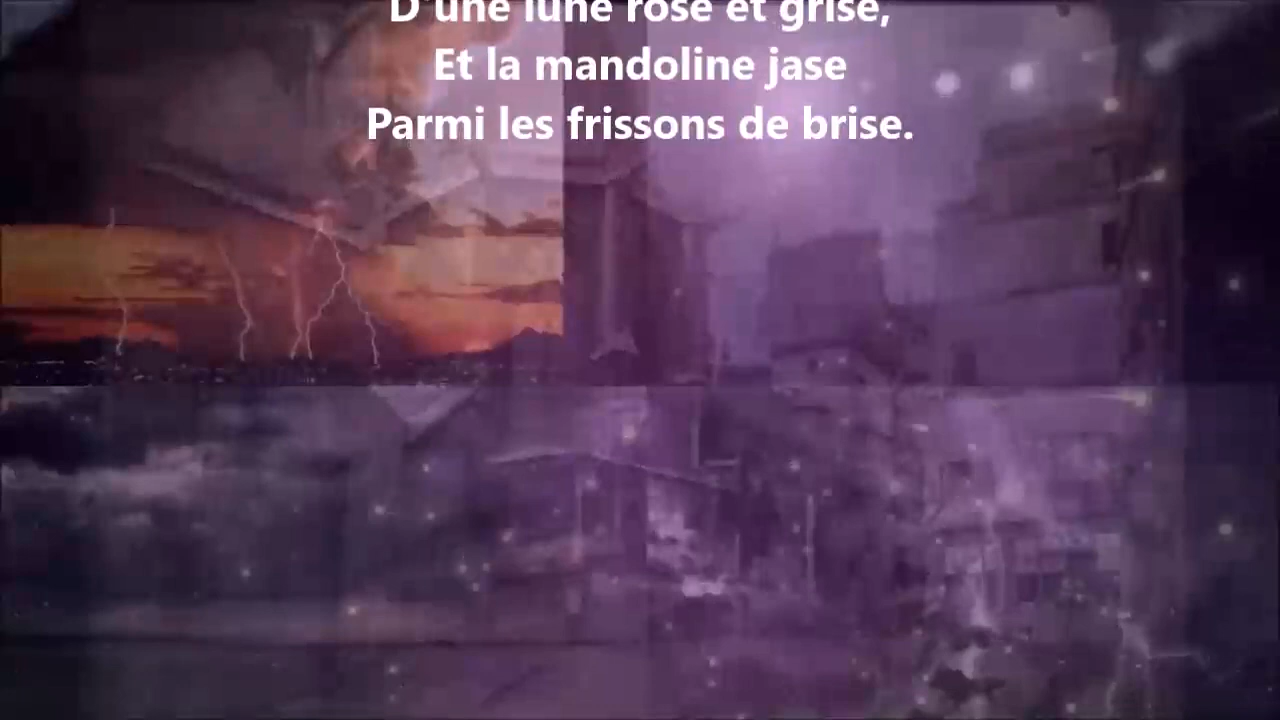 D'une lune rose et grise,
Et la mandoline jase
Parmi les frissons de brise.